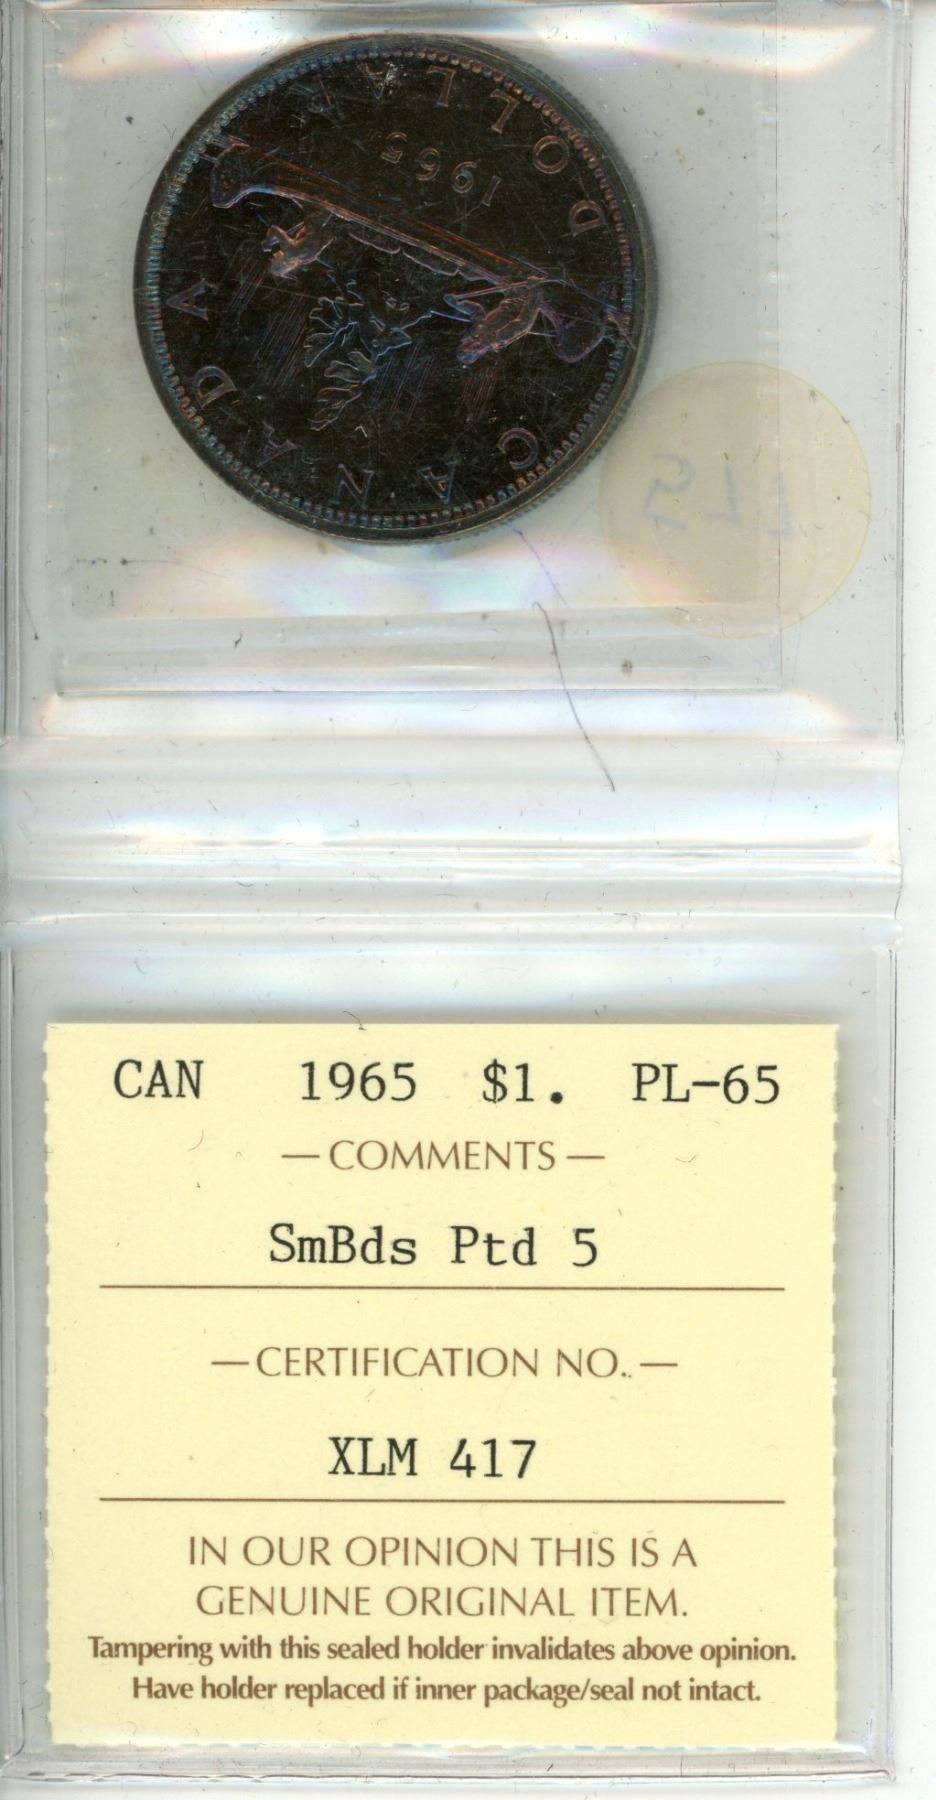 CANADA
1965
DOLLAR
CAN 1965 $1. PL-65
— COMMENTS —
SmBds Ptd 5
— CERTIFICATION NO.. —
XLM 417
IN OUR OPINION THIS IS A
GENUINE ORIGINAL ITEM.
Tampering with this sealed holder invalidates above opinion.
Have holder replaced if inner package/seal not intact.